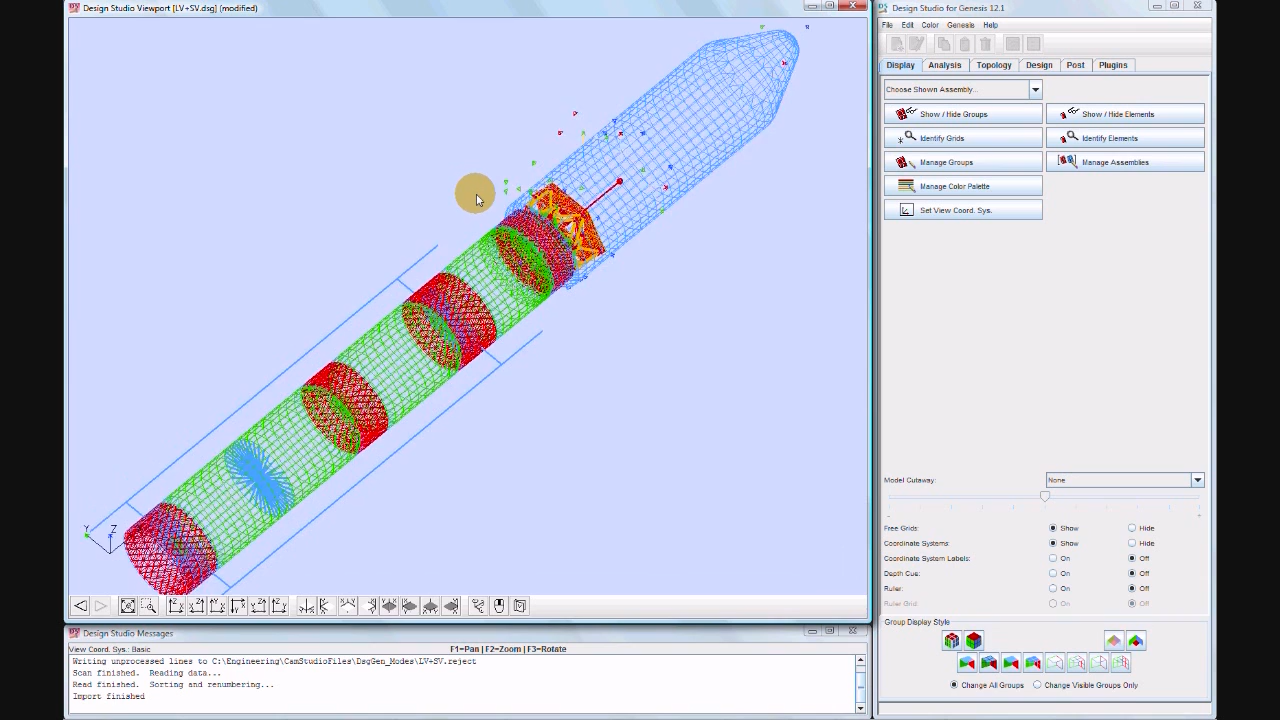 Design Studio Viewport [LV+SV.dsg] (modified)
Y
Z
Design Studio Messages
View Coord. Sys.: Basic
F1=Pan | F2=Zoom | F3=Rotate
Writing unprocessed lines to C:\Engineering\CamStudioFiles\DsgGen_Modes\LV+SV.reject
Scan finished.  Reading data...
Read finished.  Sorting and renumbering...
Import finished
Design Studio for Genesis 12.1
File Edit Color Genesis Help
Display Analysis Topology Design Post Plugins
Choose Shown Assembly...
Show / Hide Groups Show / Hide Elements
Identify Grids Identify Elements
Manage Groups Manage Assemblies
Manage Color Palette
Set View Coord. Sys.
Model Cutaway: None
- +
Free Grids: Show Hide
Coordinate Systems: Show Hide
Coordinate System Labels: On Off
Depth Cue: On Off
Ruler: On Off
Ruler Grid: On Off
Group Display Style
Change All Groups Change Visible Groups Only